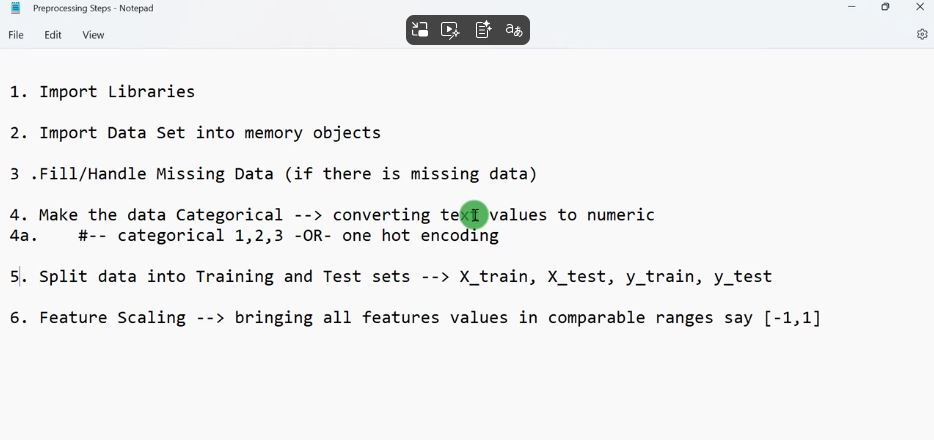 Preprocessing Steps - Notepad
File Edit View
1. Import Libraries
2. Import Data Set into memory objects
3 .Fill/Handle Missing Data (if there is missing data)
4. Make the data Categorical --> converting text values to numeric
4a. #-- categorical 1,2,3 -OR- one hot encoding
5. Split data into Training and Test sets --> X_train, X_test, y_train, y_test
6. Feature Scaling --> bringing all features values in comparable ranges say [-1,1]